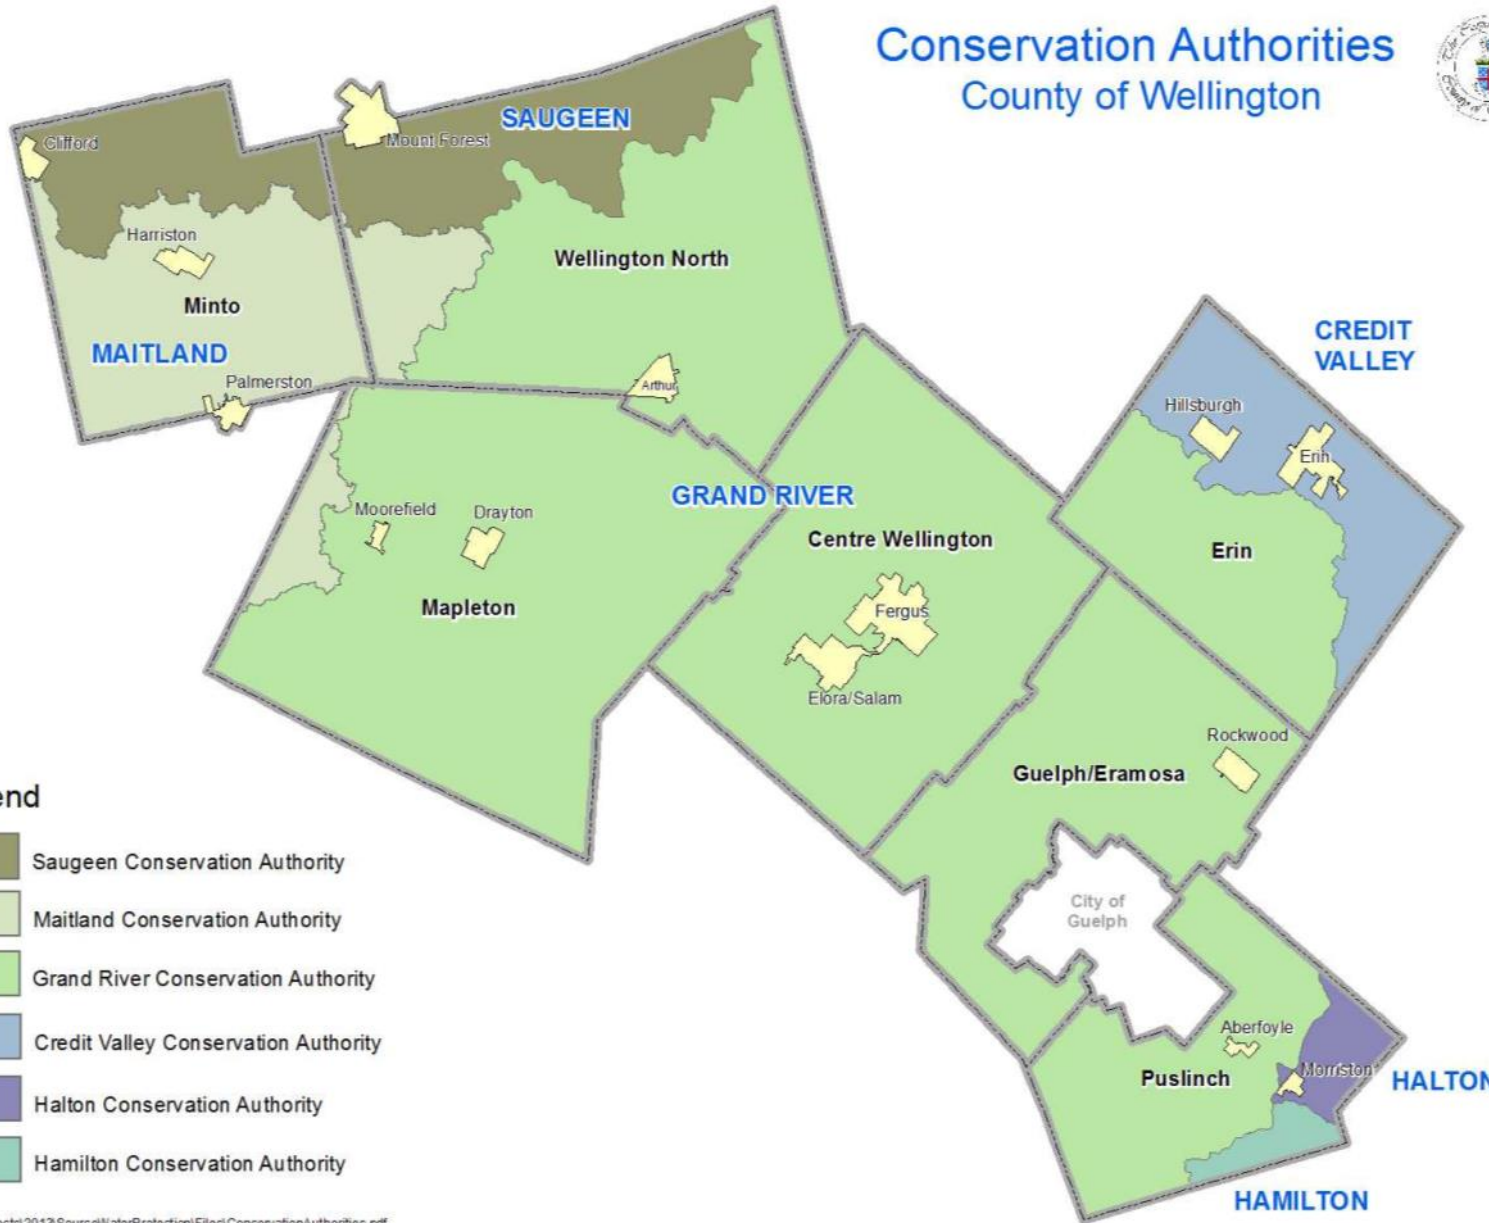 Conservation Authorities
County of Wellington
SAUGEEN
Clifford
Mount Forest
Harriston
Wellington North
Minto
MAITLAND
CREDIT
VALLEY
Palmerston
Arthur
Hillsburgh
Erin
GRAND RIVER
Moorefield
Drayton
Centre Wellington
Erin
Mapleton
Fergus
Elora/Salam
Rockwood
Guelph/Eramosa
City of
Guelph
Aberfoyle
Puslinch
Morriston
HALTON
HAMILTON
end
Saugeen Conservation Authority
Maitland Conservation Authority
Grand River Conservation Authority
Credit Valley Conservation Authority
Halton Conservation Authority
Hamilton Conservation Authority